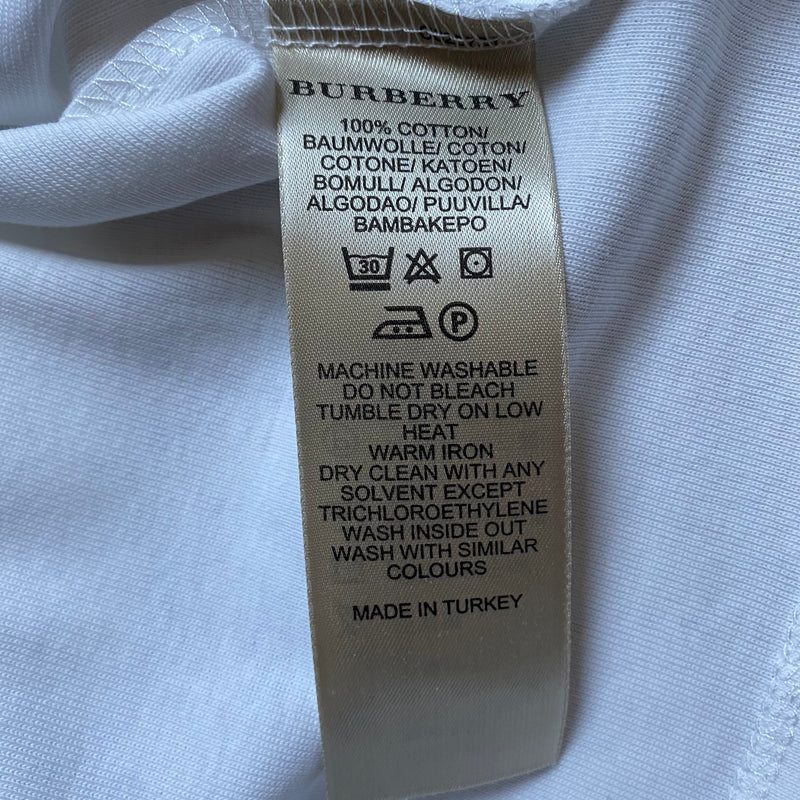 BURBERRY
100% COTTON/
BAUMWOLLE/ COTON/
COTONE/ KATOEN/
BOMULL/ ALGODON/
ALGODAO/ PUUVILLA/
BAMBAKEPO
30
P
MACHINE WASHABLE
DO NOT BLEACH
TUMBLE DRY ON LOW
HEAT
WARM IRON
DRY CLEAN WITH ANY
SOLVENT EXCEPT
TRICHLOROETHYLENE
WASH INSIDE OUT
WASH WITH SIMILAR
COLOURS
MADE IN TURKEY